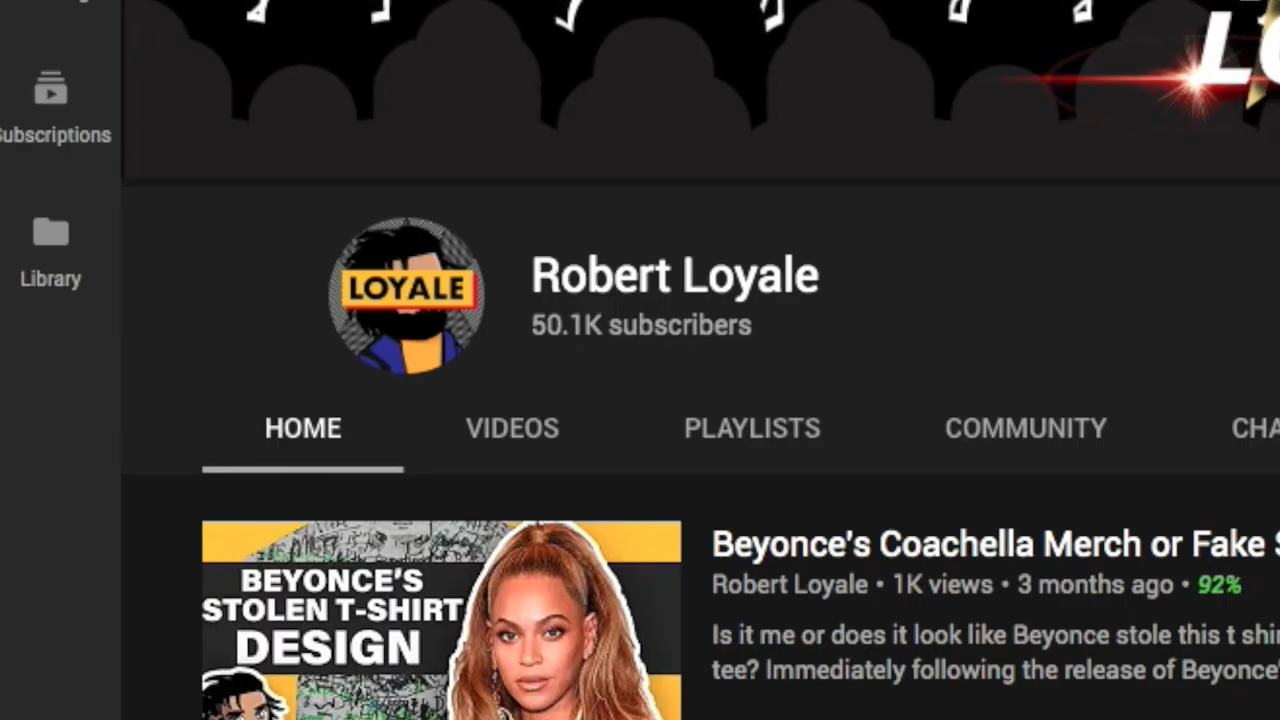 Subscriptions
Library
LOYALE
Robert Loyale
50.1K subscribers
HOME VIDEOS PLAYLISTS COMMUNITY
BEYONCE'S
STOLEN T-SHIRT
DESIGN
Beyonce's Coachella Merch or Fake
Robert Loyale • 1K views • 3 months ago • 92%
Is it me or does it look like Beyonce stole this t
tee? Immediately following the release of Beyonce'